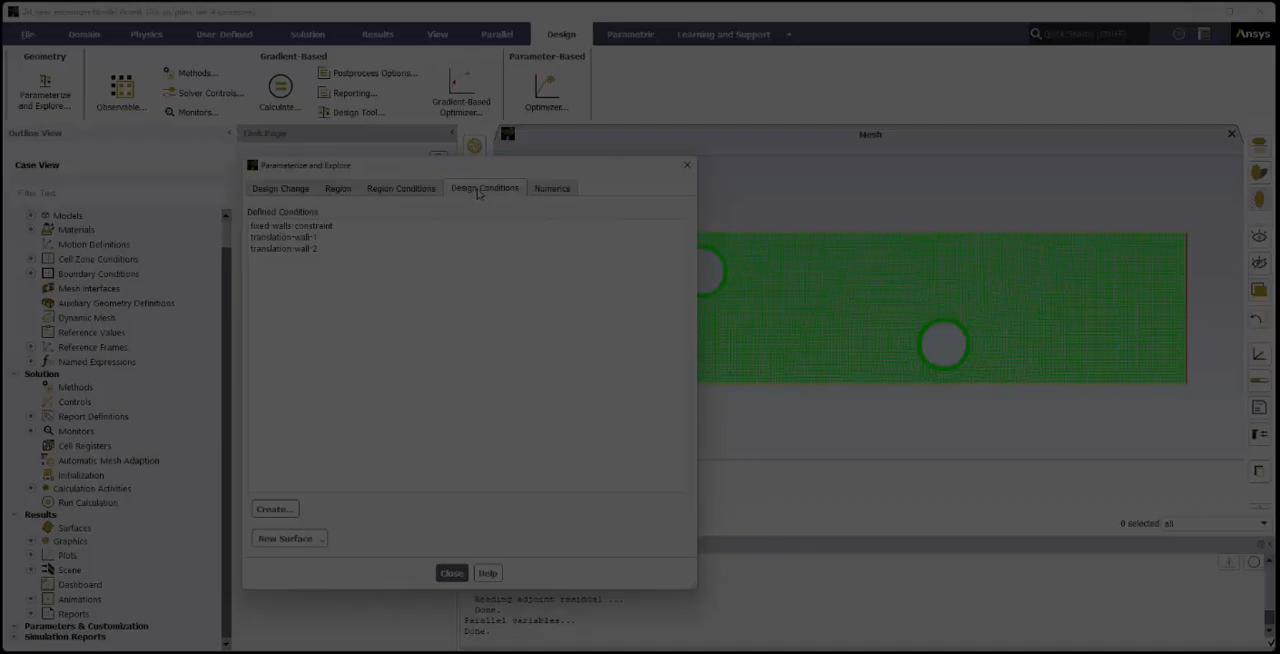 File Domain Physics User-Defined Solution Results View Parallel Design Parametric Learning and Support
Ansys
Geometry
Parameterize
and Explore...
Gradient-Based
Observable...
Methods...
Solver Controls...
Monitors...
Calculate...
Postprocess Options...
Reporting...
Design Tool...
Gradient-Based
Optimizer...
Parameter-Based
Optimizer...
Outline View
Task Page
Mesh
Case View
Filter Text
Models
Materials
Motion Definitions
Cell Zone Conditions
Boundary Conditions
Mesh Interfaces
Auxiliary Geometry Definitions
Dynamic Mesh
Reference Values
Reference Frames
Named Expressions
Solution
Methods
Controls
Report Definitions
Monitors
Cell Registers
Automatic Mesh Adaption
Initialization
Calculation Activities
Run Calculation
Results
Surfaces
Graphics
Plots
Scene
Dashboard
Animations
Reports
Parameters & Customization
Simulation Reports
Parameterize and Explore
Design Change Region Region Conditions Design Conditions Numerics
Defined Conditions
fixed-walls-constraint
translation-wall-1
translation-wall-2
Create...
New Surface
Close Help
0 selected all
Reading adjoint residual ...
Done.
Parallel variables...
Done.